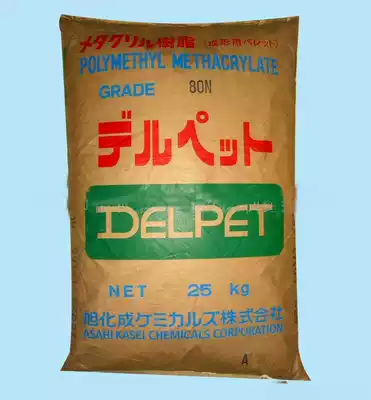 メタクリル樹脂(成形用ペレット)
POLYMETHYL METHACRYLATE
GRADE 80N
デルペット
DELPET
NET 25 kg
旭化成ケミカルズ株式会社
ASAHI KASEI CHEMICALS CORPORATION
A